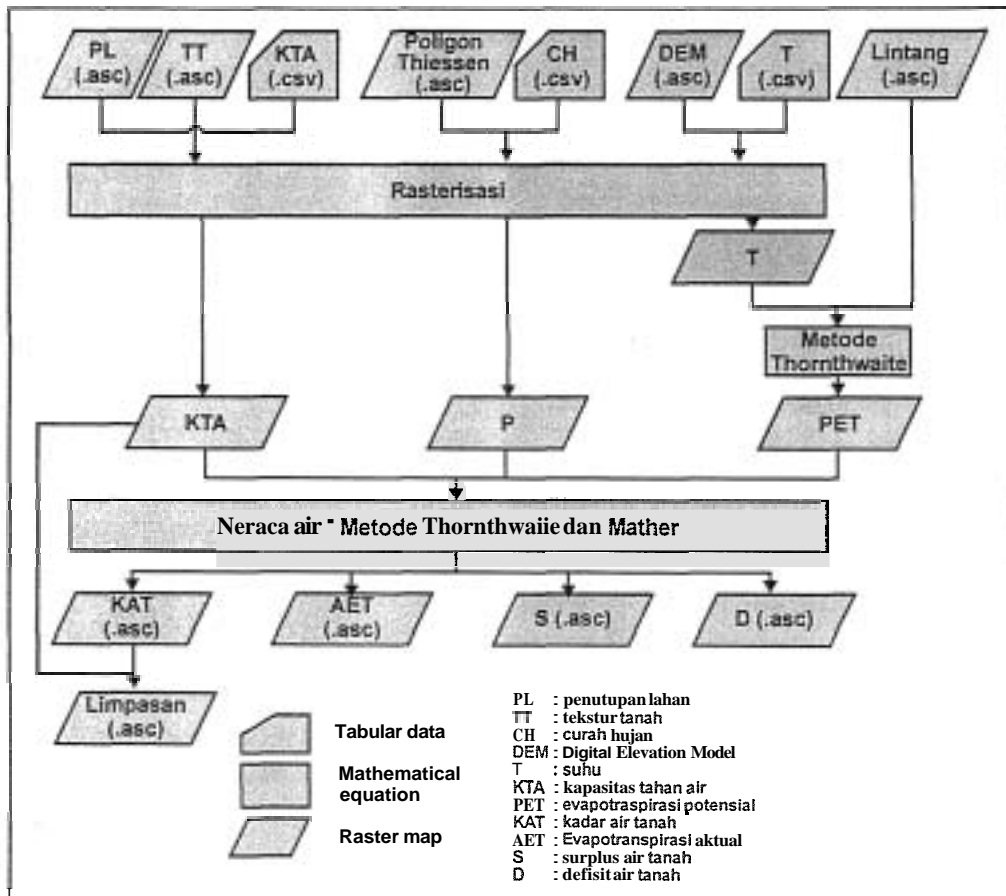 PL
(.asc)
TT
(.asc)
KTA
(.csv)
Poligon
Thiessen
(.asc)
CH
(.csv)
DEM
(.asc)
T
(.csv)
Lintang
(.asc)
Rasterisasi
T
Metode
Thornthwaite
KTA
P
PET
Neraca air - Metode Thornthwaiie dan Mather
KAT
(.asc)
AET
(.asc)
S (.asc)
D (.asc)
Limpasan
(.asc)
Tabular data
Mathematical
equation
Raster map
PL : penutupan lahan
TT : tekstur tanah
CH : curah hujan
DEM : Digital Elevation Model
T : suhu
KTA : kapasitas tahan air
PET : evapotraspirasi potensial
KAT : kadar air tanah
AET : Evapotranspirasi aktual
S : surplus air tanah
D : defisit air tanah